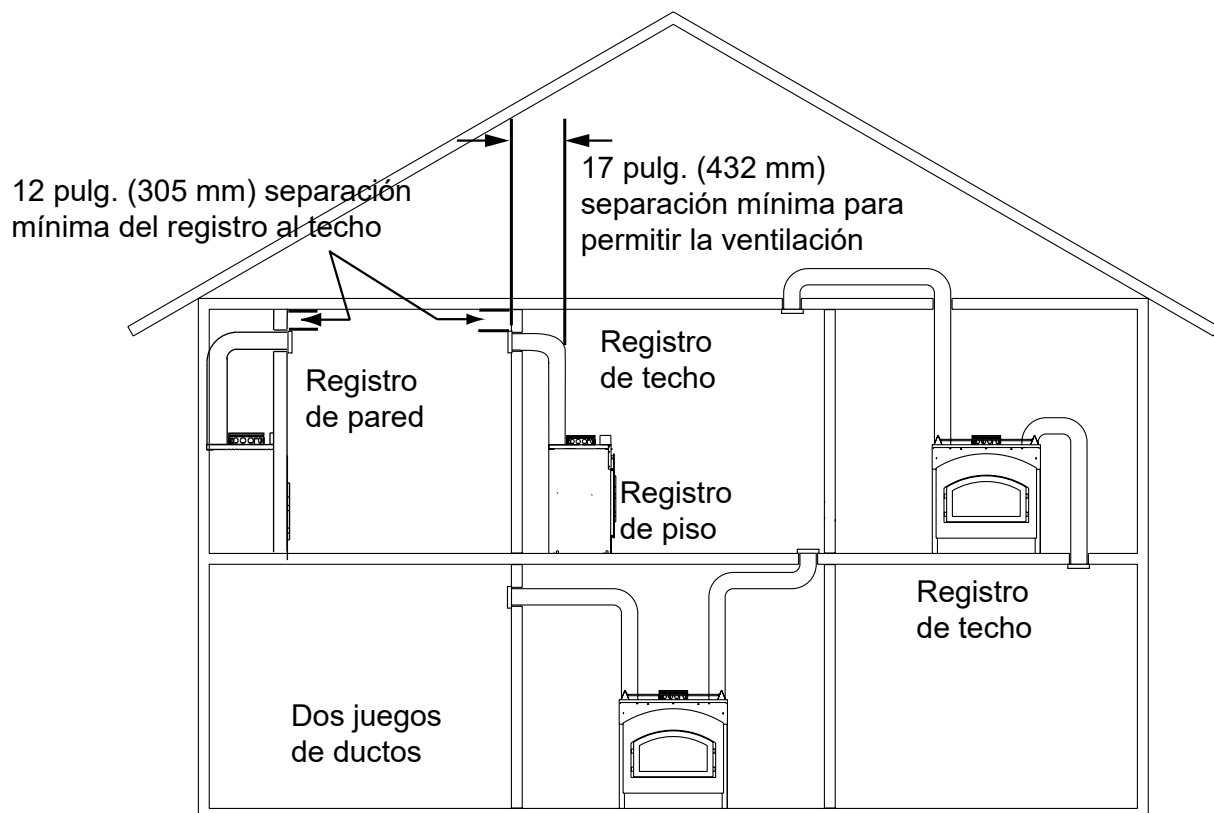 12 pulg. (305 mm) separación
mínima del registro al techo
17 pulg. (432 mm)
separación mínima para
permitir la ventilación
Registro
de techo
Registro
de pared
Registro
de piso
Registro
de techo
Dos juegos
de ductos